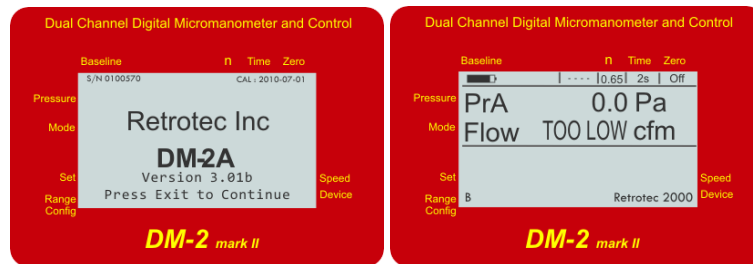 Dual Channel Digital Micromanometer and Control
Baseline n Time Zero
S/N 0100570 CAL: 2010-07-01
Pressure
Retrotec Inc
Mode
DM-2A
Set Version 3.01b Speed
Range Press Exit to Continue Device
Config
DM-2 mark II
Dual Channel Digital Micromanometer and Control
Baseline n Time Zero
---- 0.65 2s Off
Pressure PrA 0.0 Pa
Mode Flow TOO LOW cfm
Set Speed
Range B Retrotec 2000 Device
Config
DM-2 mark II